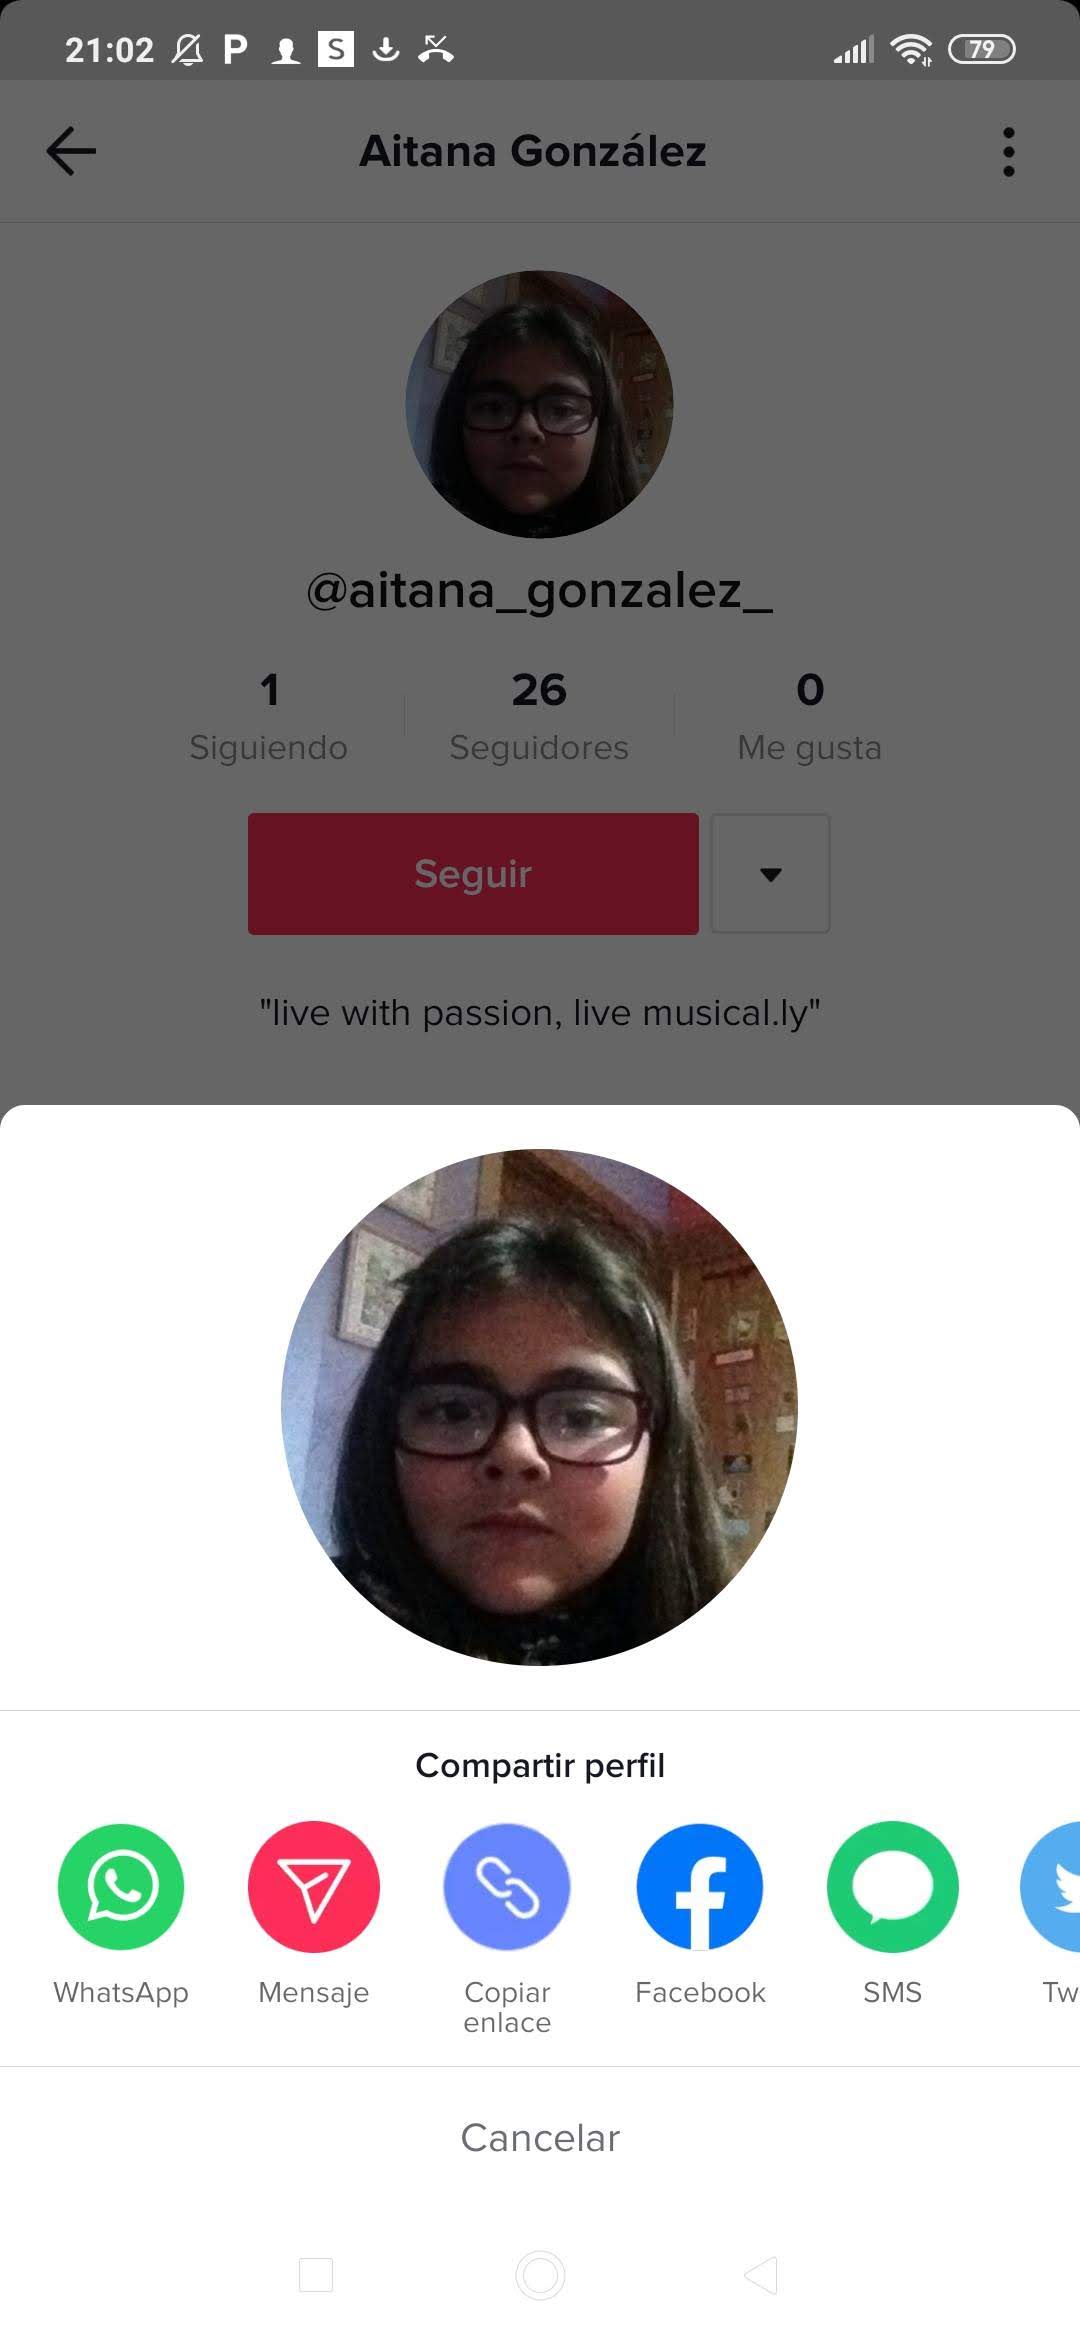 21:02 P S 79
Aitana González
@aitana_gonzalez_
1 26 0
Siguiendo Seguidores Me gusta
Seguir
"live with passion, live musical.ly"
Compartir perfil
WhatsApp Mensaje Copiar enlace Facebook SMS Tw
Cancelar